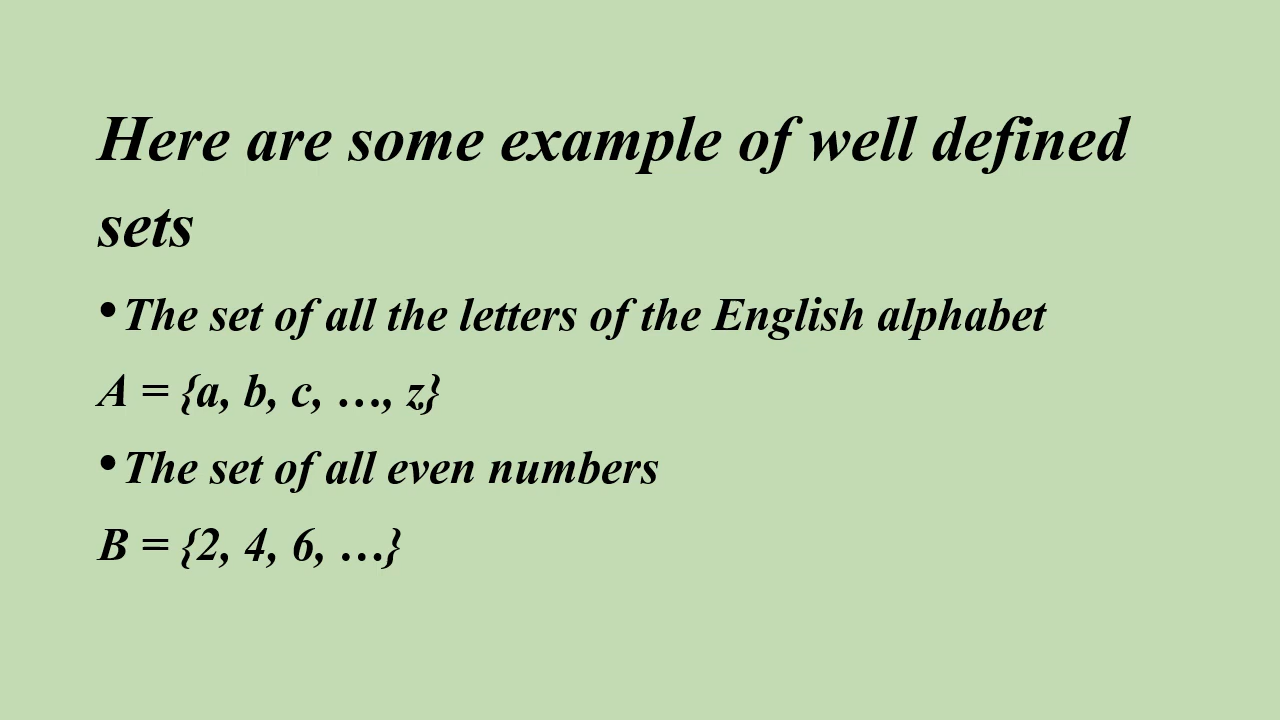 Here are some example of well defined
sets
• The set of all the letters of the English alphabet
A = {a, b, c, …, z}
• The set of all even numbers
B = {2, 4, 6, …}